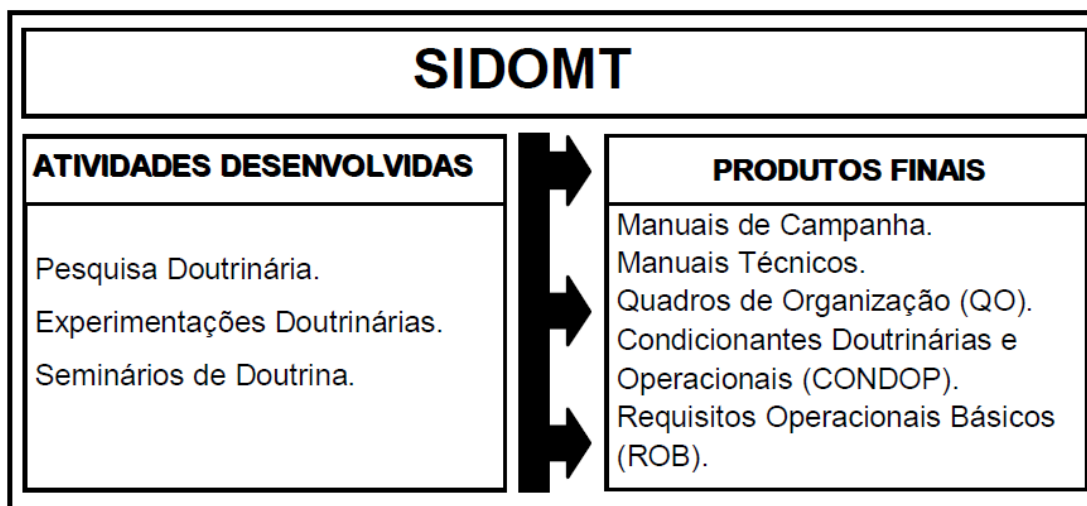 SIDOMT
ATIVIDADES DESENVOLVIDAS
Pesquisa Doutrinária.
Experimentações Doutrinárias.
Seminários de Doutrina.
PRODUTOS FINAIS
Manuais de Campanha.
Manuais Técnicos.
Quadros de Organização (QO).
Condicionantes Doutrinárias e
Operacionais (CONDOP).
Requisitos Operacionais Básicos
(ROB).